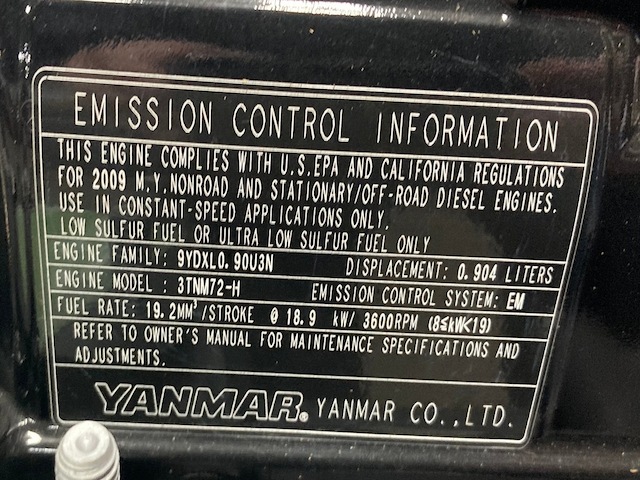 EMISSION CONTROL INFORMATION
THIS ENGINE COMPLIES WITH U.S.EPA AND CALIFORNIA REGULATIONS
FOR 2009 M.Y.NONROAD AND STATIONARY/OFF-ROAD DIESEL ENGINES.
USE IN CONSTANT-SPEED APPLICATIONS ONLY.
LOW SULFUR FUEL OR ULTRA LOW SULFUR FUEL ONLY
ENGINE FAMILY: 9YDXL0.90U3N DISPLACEMENT: 0.904 LITERS
ENGINE MODEL : 3TNM72-H EMISSION CONTROL SYSTEM: EM
FUEL RATE: 19.2MM³/STROKE @ 18.9 kW/ 3600RPM (8≤kW<19)
REFER TO OWNER'S MANUAL FOR MAINTENANCE SPECIFICATIONS AND
ADJUSTMENTS.
YANMAR® YANMAR CO.,LTD.